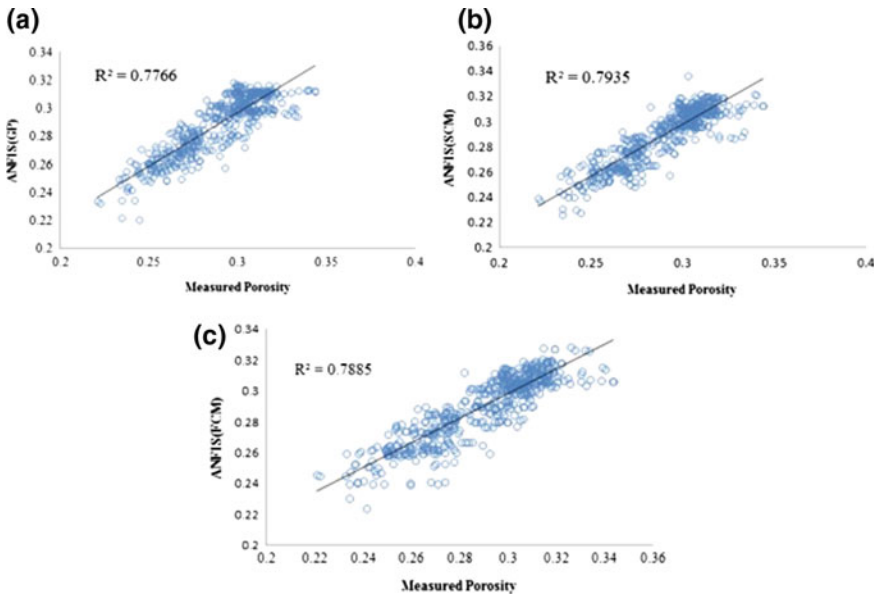 (a)
0.34
0.32
0.3
0.28
0.26
0.24
0.22
0.2
ANFIS(GP)
R² = 0.7766
0.2 0.25 0.3 0.35 0.4
Measured Porosity
(b)
0.36
0.34
0.32
0.3
0.28
0.26
0.24
0.22
0.2
ANFIS(SCM)
R² = 0.7935
0.2 0.25 0.3 0.35 0.4
Measured Porosity
(c)
0.34
0.32
0.3
0.28
0.26
0.24
0.22
0.2
ANFIS(FCM)
R² = 0.7885
0.2 0.22 0.24 0.26 0.28 0.3 0.32 0.34 0.36
Measured Porosity